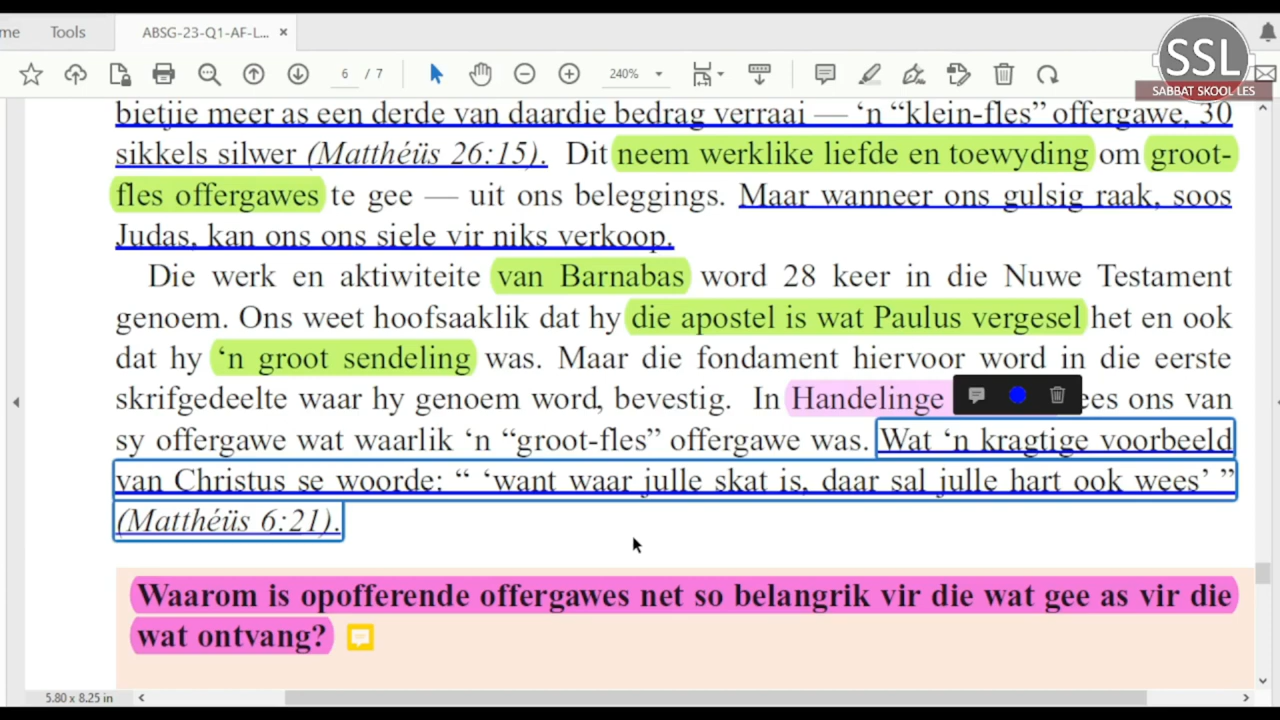 me Tools ABSG-23-Q1-AF-L... ×
SSL
SABBAT SKOOL LES
6 / 7 240%
bietjie meer as een derde van daardie bedrag verraai — ‘n “klein-fles” offergawe, 30
sikkels silwer (Matthéüs 26:15). Dit neem werklike liefde en toewyding om groot-
fles offergawes te gee — uit ons beleggings. Maar wanneer ons gulsig raak, soos
Judas, kan ons ons siele vir niks verkoop.
Die werk en aktiwiteite van Barnabas word 28 keer in die Nuwe Testament
genoem. Ons weet hoofsaaklik dat hy die apostel is wat Paulus vergesel het en ook
dat hy ‘n groot sendeling was. Maar die fondament hiervoor word in die eerste
skrifgedeelte waar hy genoem word, bevestig. In Handelinge ees ons van
sy offergawe wat waarlik ‘n “groot-fles” offergawe was. Wat ‘n kragtige voorbeeld
van Christus se woorde: “ ‘want waar julle skat is, daar sal julle hart ook wees’ ”
(Matthéüs 6:21).
Waarom is opofferende offergawes net so belangrik vir die wat gee as vir die
wat ontvang?
5.80 x 8.25 in